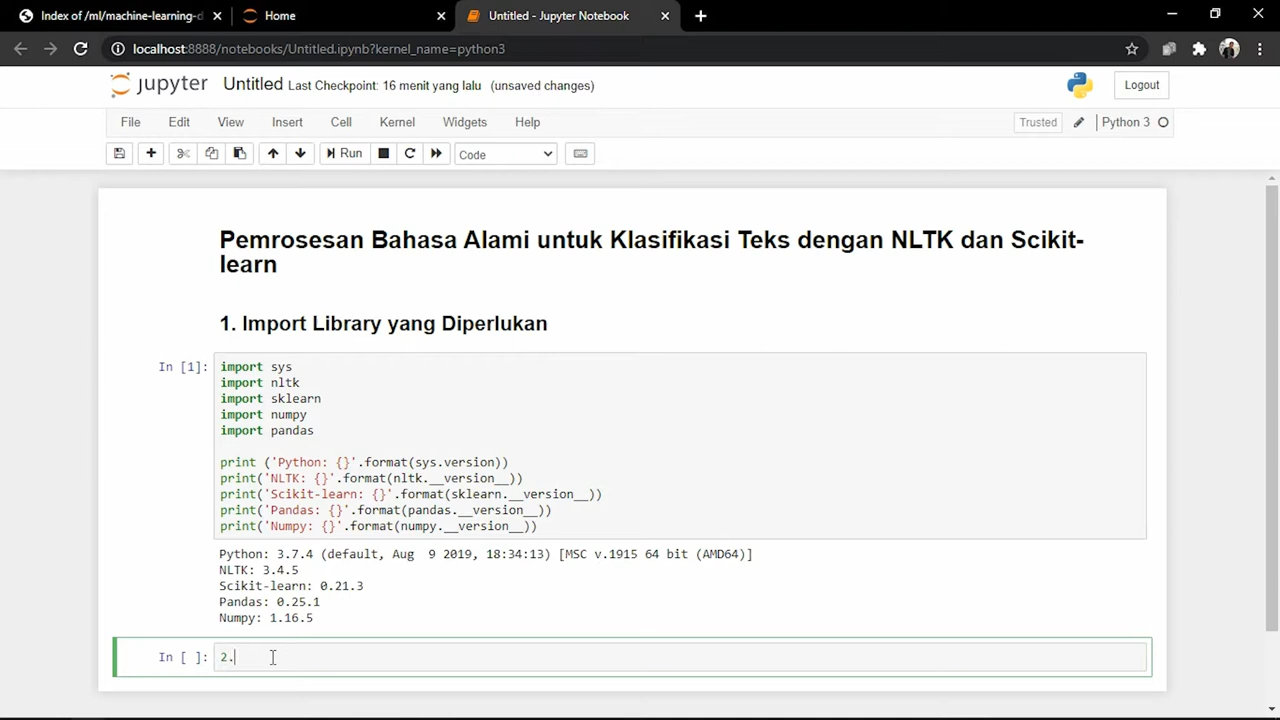 Index of /ml/machine-learning-d
Home
Untitled - Jupyter Notebook
localhost:8888/notebooks/Untitled.ipynb?kernel_name=python3
jupyter Untitled Last Checkpoint: 16 menit yang lalu (unsaved changes)
Logout
File Edit View Insert Cell Kernel Widgets Help
Trusted Python 3
Run Code
Pemrosesan Bahasa Alami untuk Klasifikasi Teks dengan NLTK dan Scikit-
learn
1. Import Library yang Diperlukan
In [1]: import sys
import nltk
import sklearn
import numpy
import pandas
print ('Python: {}'.format(sys.version))
print('NLTK: {}'.format(nltk.__version__))
print('Scikit-learn: {}'.format(sklearn.__version__))
print('Pandas: {}'.format(pandas.__version__))
print('Numpy: {}'.format(numpy.__version__))
Python: 3.7.4 (default, Aug  9 2019, 18:34:13) [MSC v.1915 64 bit (AMD64)]
NLTK: 3.4.5
Scikit-learn: 0.21.3
Pandas: 0.25.1
Numpy: 1.16.5
In [ ]: 2.